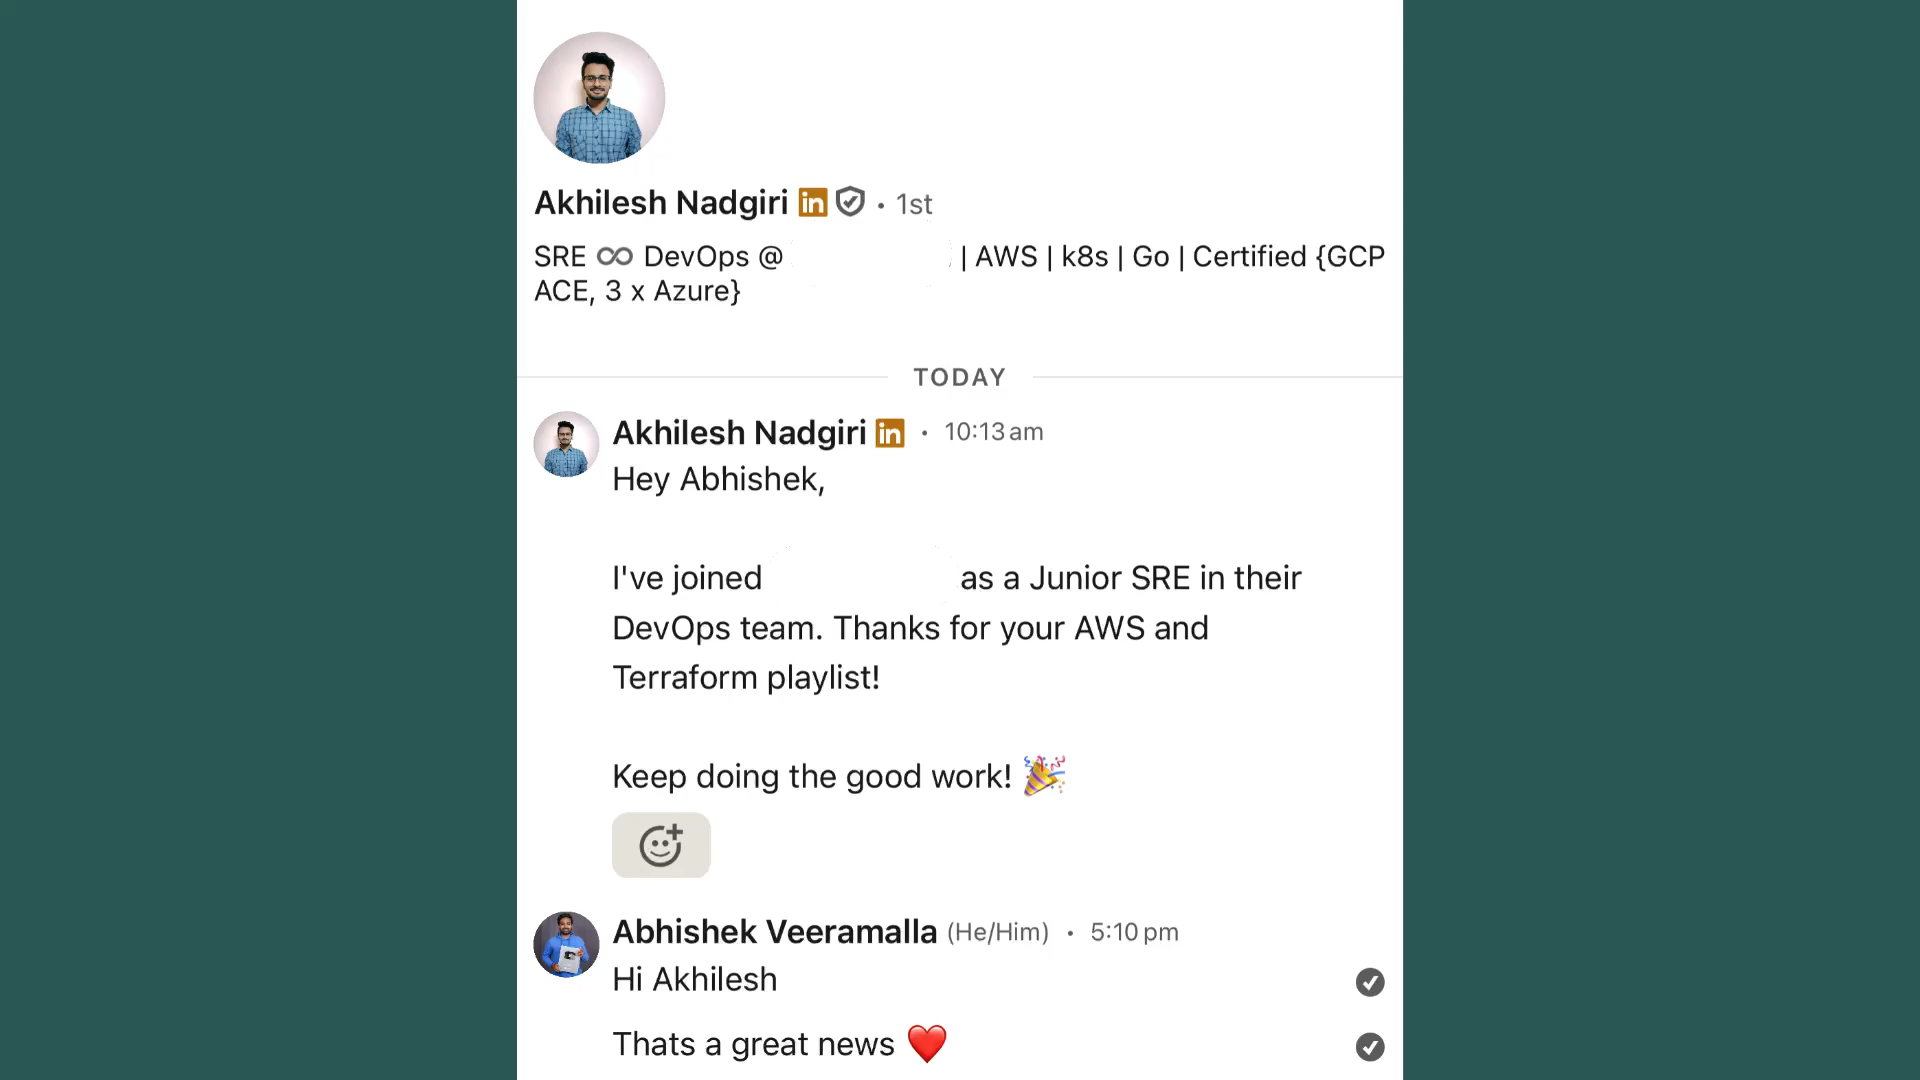 Akhilesh Nadgiri in • 1st
SRE ∞ DevOps @ | AWS | k8s | Go | Certified {GCP
ACE, 3 x Azure}
TODAY
Akhilesh Nadgiri in • 10:13 am
Hey Abhishek,
I've joined as a Junior SRE in their
DevOps team. Thanks for your AWS and
Terraform playlist!
Keep doing the good work! 🎉
Abhishek Veeramalla (He/Him) • 5:10 pm
Hi Akhilesh
Thats a great news ❤️